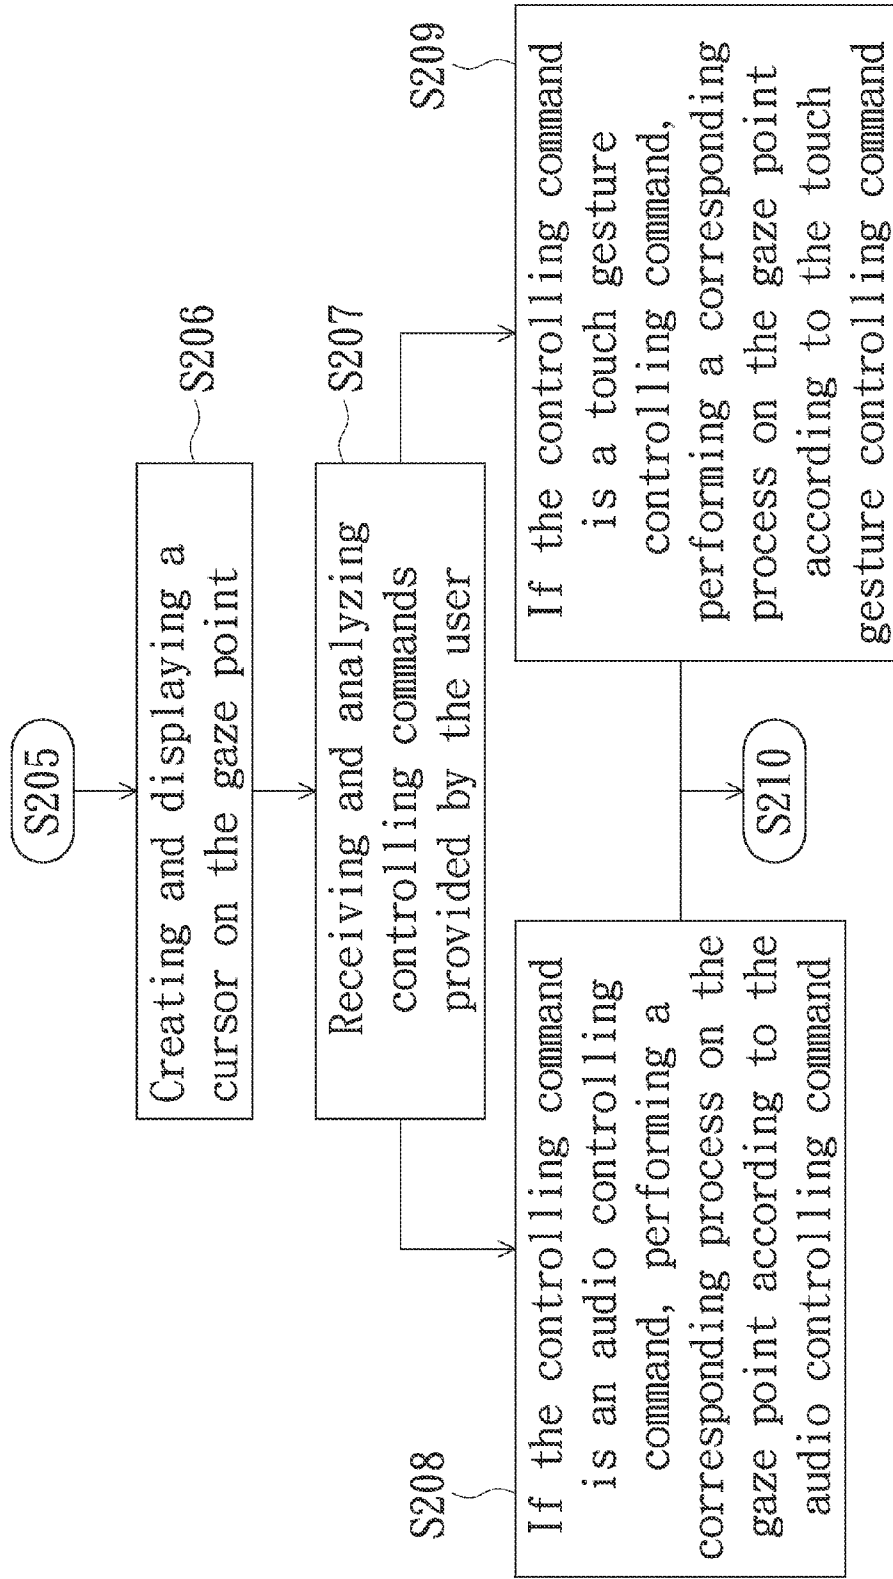 S205
Creating and displaying a
cursor on the gaze point
S206
Receiving and analyzing
controlling commands
provided by the user
S207
S208
If the controlling command
is an audio controlling
command, performing a
corresponding process on the
gaze point according to the
audio controlling command
S209
If the controlling command
is a touch gesture
controlling command,
performing a corresponding
process on the gaze point
according to the touch
gesture controlling command
S210